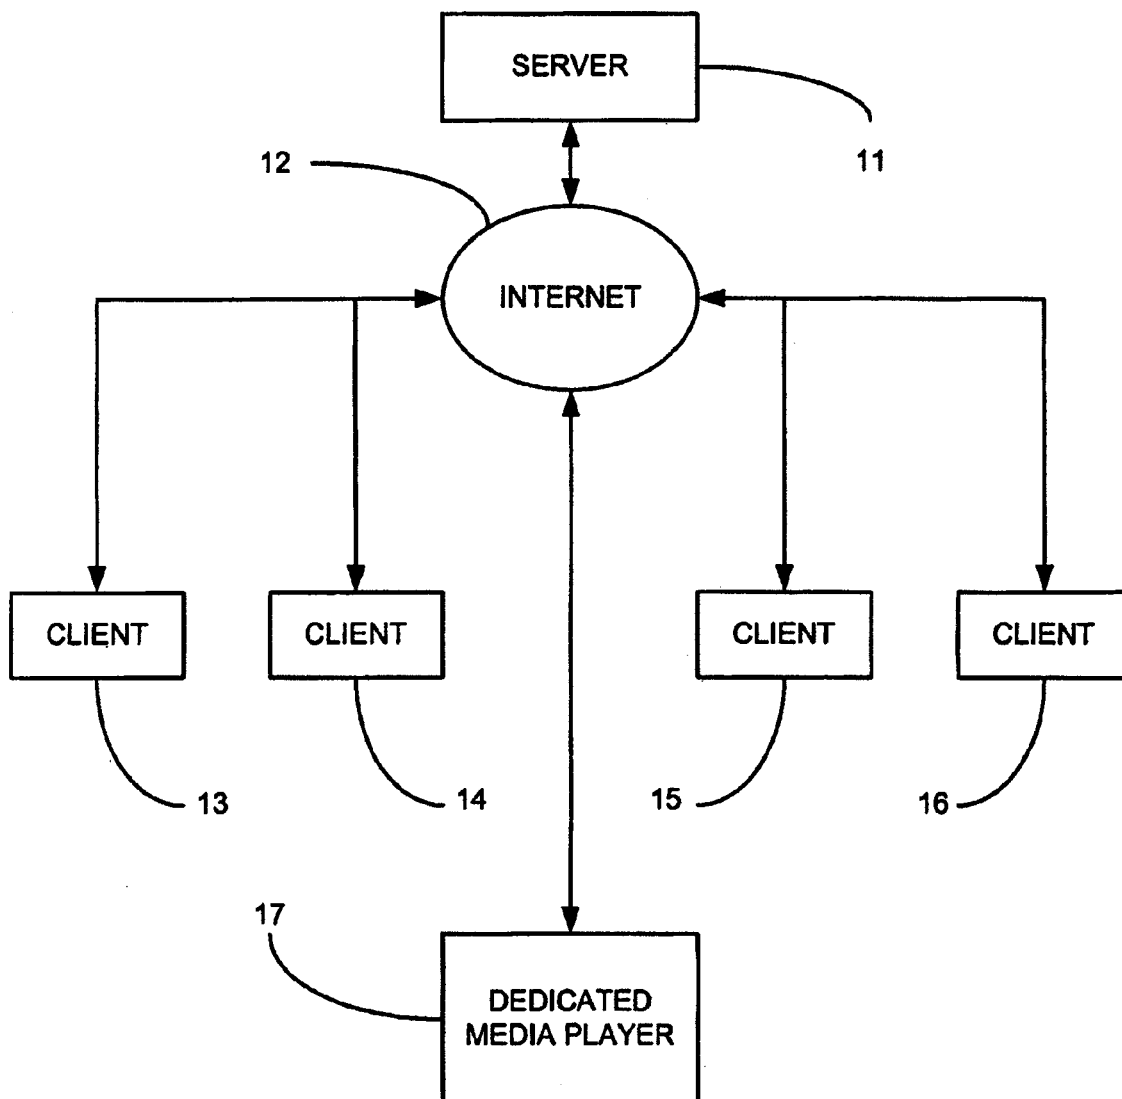 SERVER
11
12
INTERNET
CLIENT
CLIENT
CLIENT
CLIENT
13
14
15
16
17
DEDICATED
MEDIA PLAYER